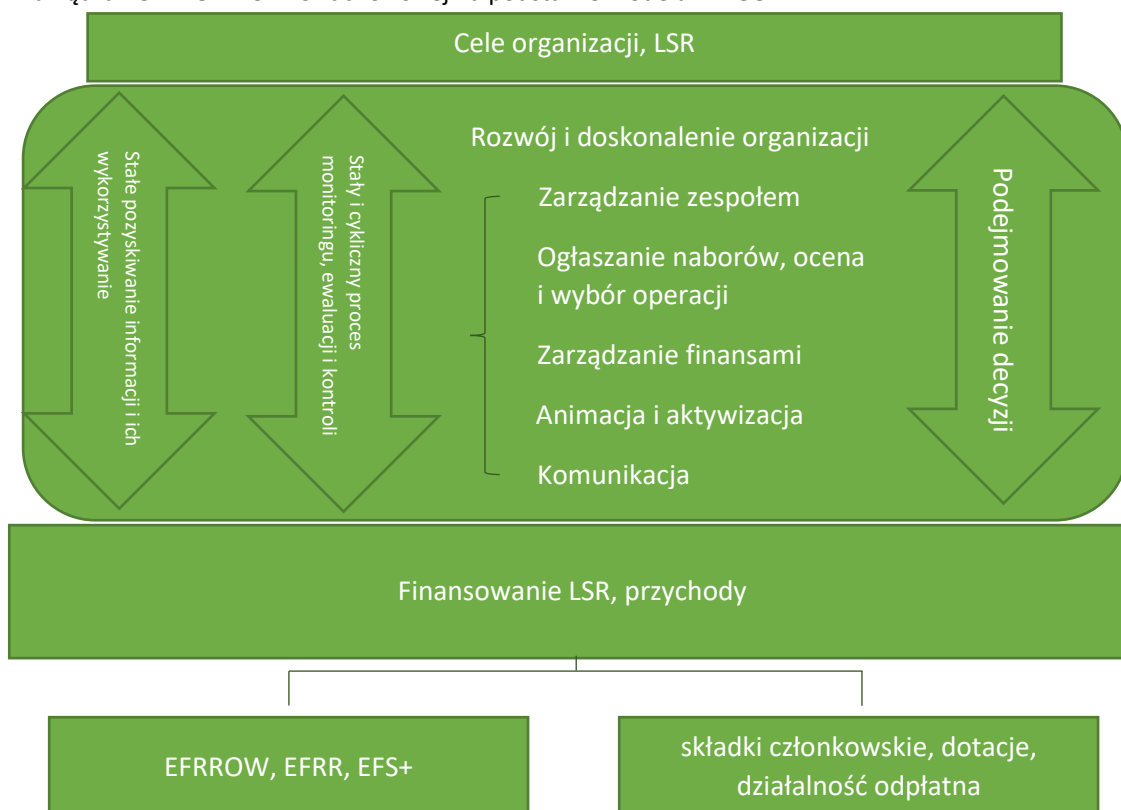 Cele organizacji, LSR
Stałe pozyskiwanie informacji i ich
wykorzystywanie
Stały i cykliczny proces
monitoringu, ewaluacji i kontroli
Rozwój i doskonalenie organizacji
Zarządzanie zespołem
Ogłaszanie naborów, ocena
i wybór operacji
Zarządzanie finansami
Animacja i aktywizacja
Komunikacja
Podejmowanie decyzji
Finansowanie LSR, przychody
EFRROW, EFRR, EFS+
składki członkowskie, dotacje,
działalność odpłatna